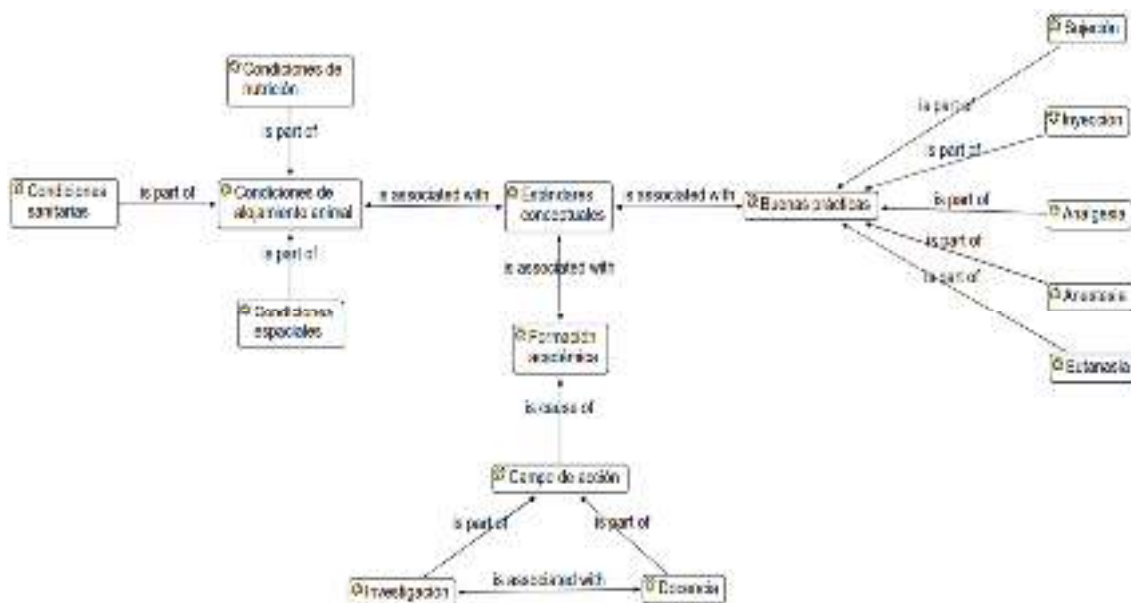 Sujeción
Condiciones de
nutrición
is part of
Inyección
is part of
is part of
Condiciones
sanitarias
is part of
Condiciones de
alojamiento animal
is associated with
Estándares
conceptuales
is associated with
Buenas prácticas
is part of
Analgesia
is part of
is part of
is associated with
is part of
Condiciones
espaciales
Anestesia
Formación
académica
Eutanasia
is cause of
Campo de acción
is part of
is part of
Investigación
is associated with
Docencia